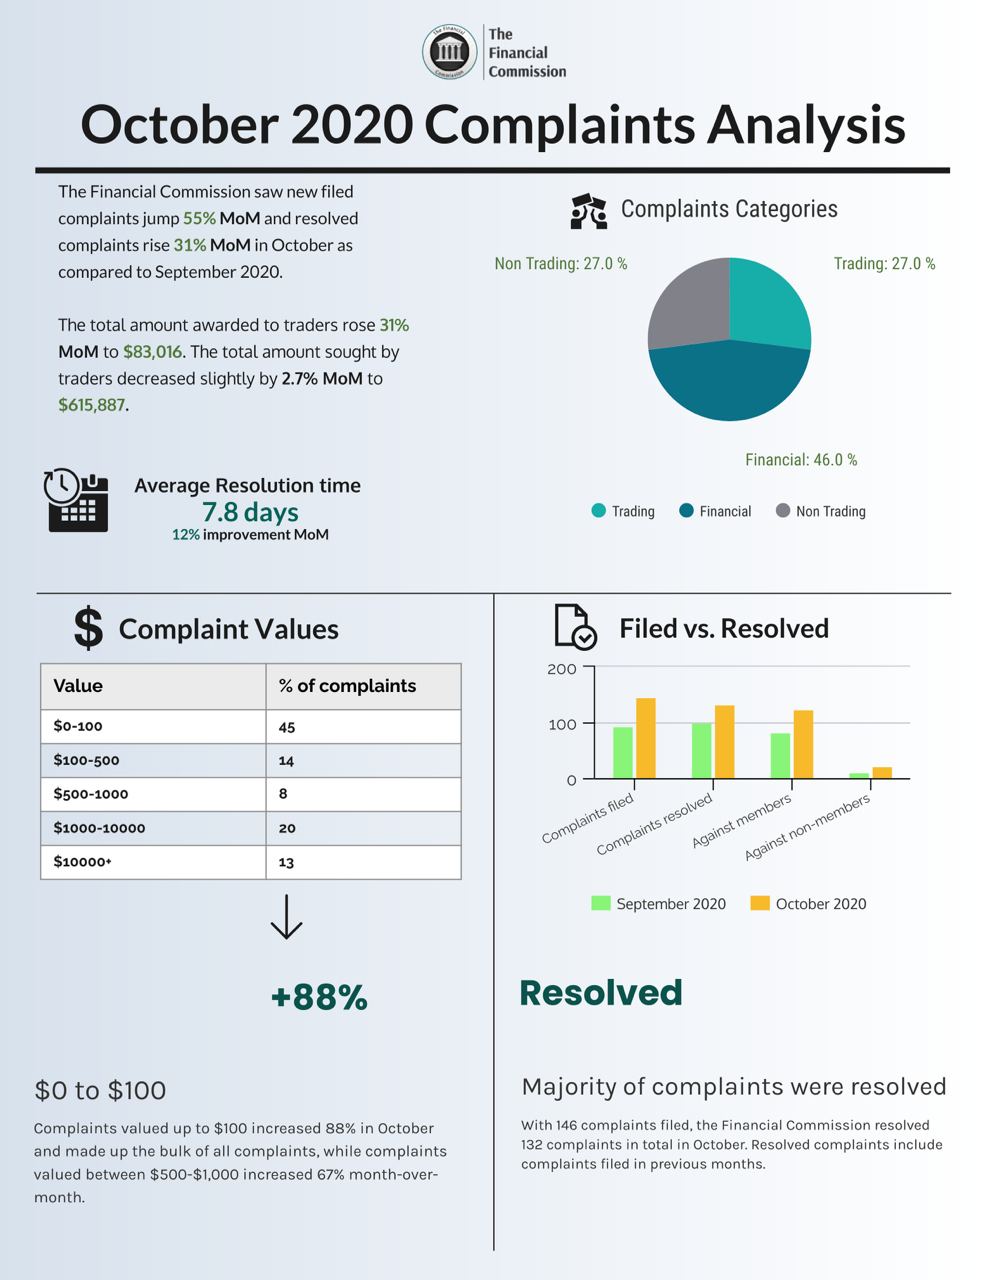 The Financial
Commission
The
Financial
Commission
October 2020 Complaints Analysis
The Financial Commission saw new filed
complaints jump 55% MoM and resolved
complaints rise 31% MoM in October as
compared to September 2020.
The total amount awarded to traders rose 31%
MoM to $83,016. The total amount sought by
traders decreased slightly by 2.7% MoM to
$615,887.
Average Resolution time
7.8 days
12% improvement MoM
Complaints Categories
Non Trading: 27.0 %
Trading: 27.0 %
Financial: 46.0 %
Trading
Financial
Non Trading
$ Complaint Values
Value % of complaints
$0-100 45
$100-500 14
$500-1000 8
$1000-10000 20
$10000+ 13
+88%
$0 to $100
Complaints valued up to $100 increased 88% in October
and made up the bulk of all complaints, while complaints
valued between $500-$1,000 increased 67% month-over-
month.
Filed vs. Resolved
200
100
0
Complaints filed
Complaints resolved
Against members
Against non-members
September 2020
October 2020
Resolved
Majority of complaints were resolved
With 146 complaints filed, the Financial Commission resolved
132 complaints in total in October. Resolved complaints include
complaints filed in previous months.